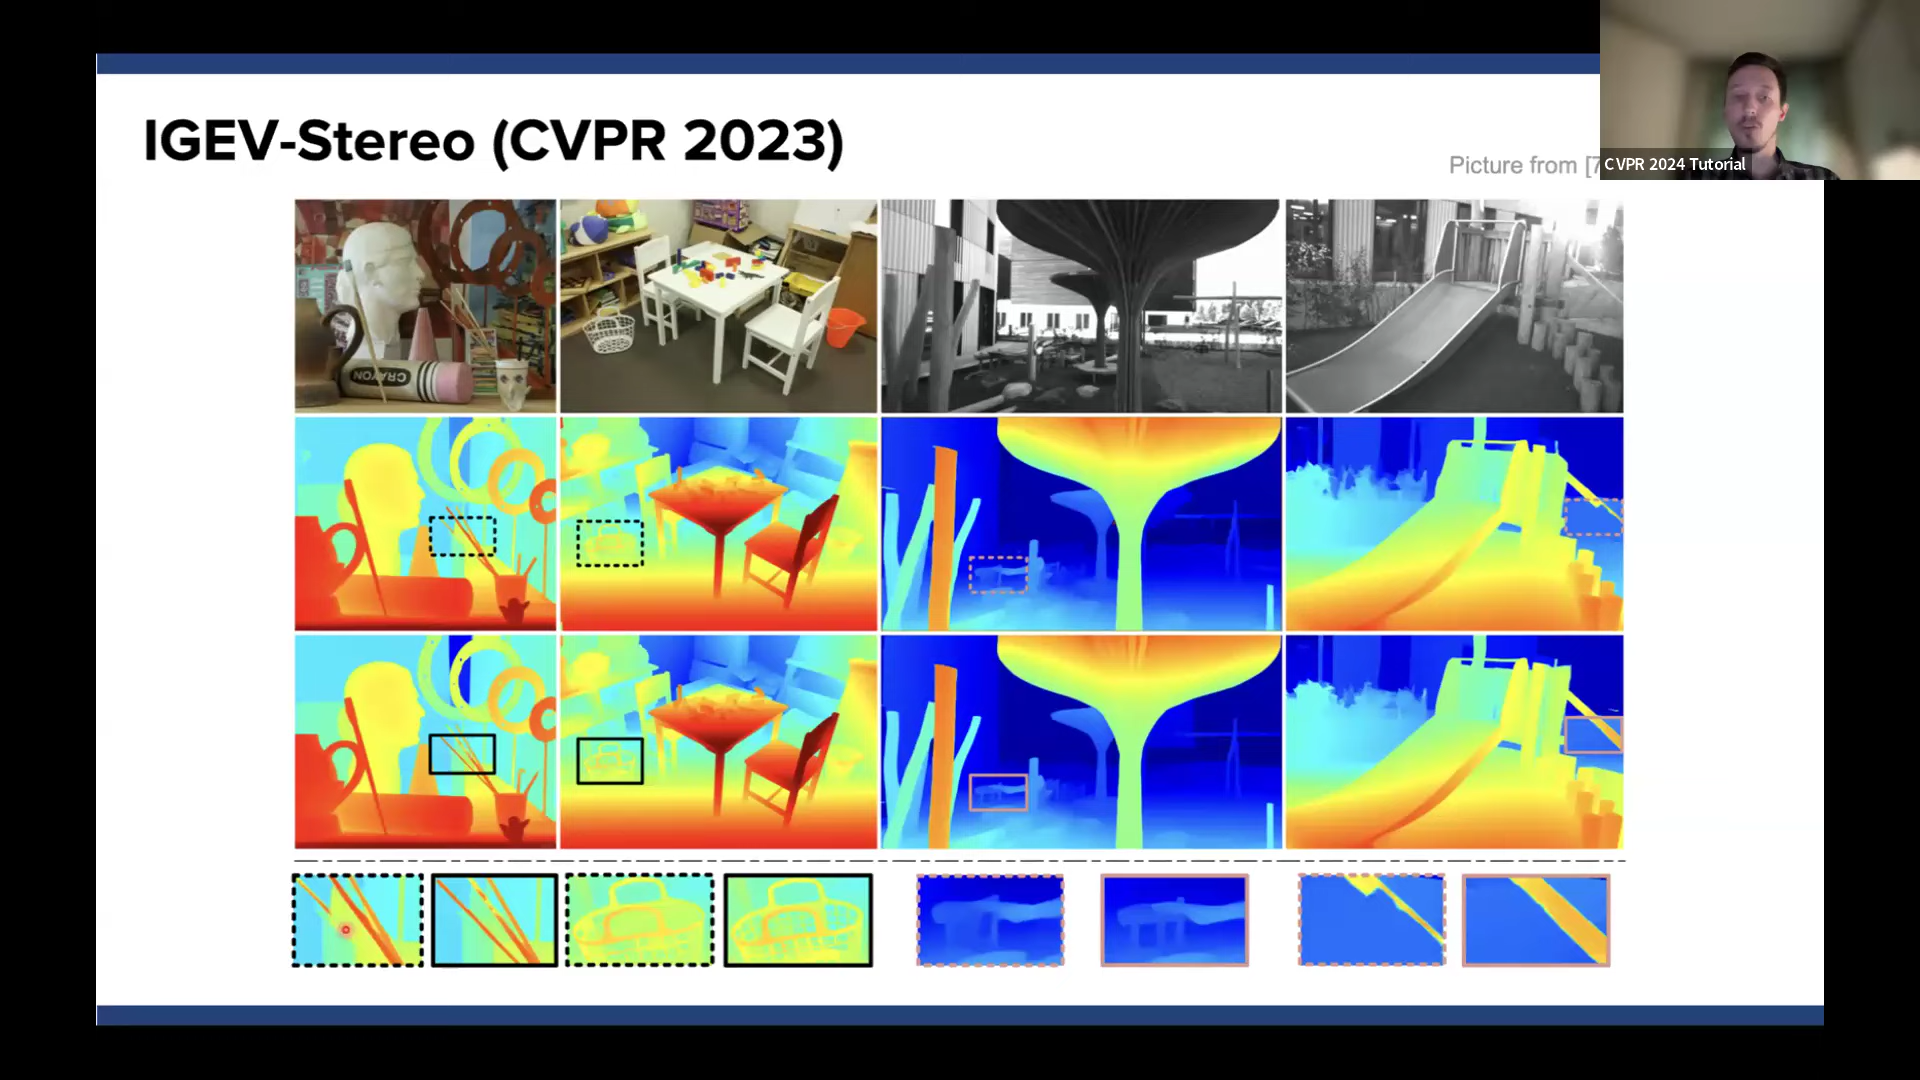 IGEV-Stereo (CVPR 2023)
Picture from [7
CVPR 2024 Tutorial
CRAYON